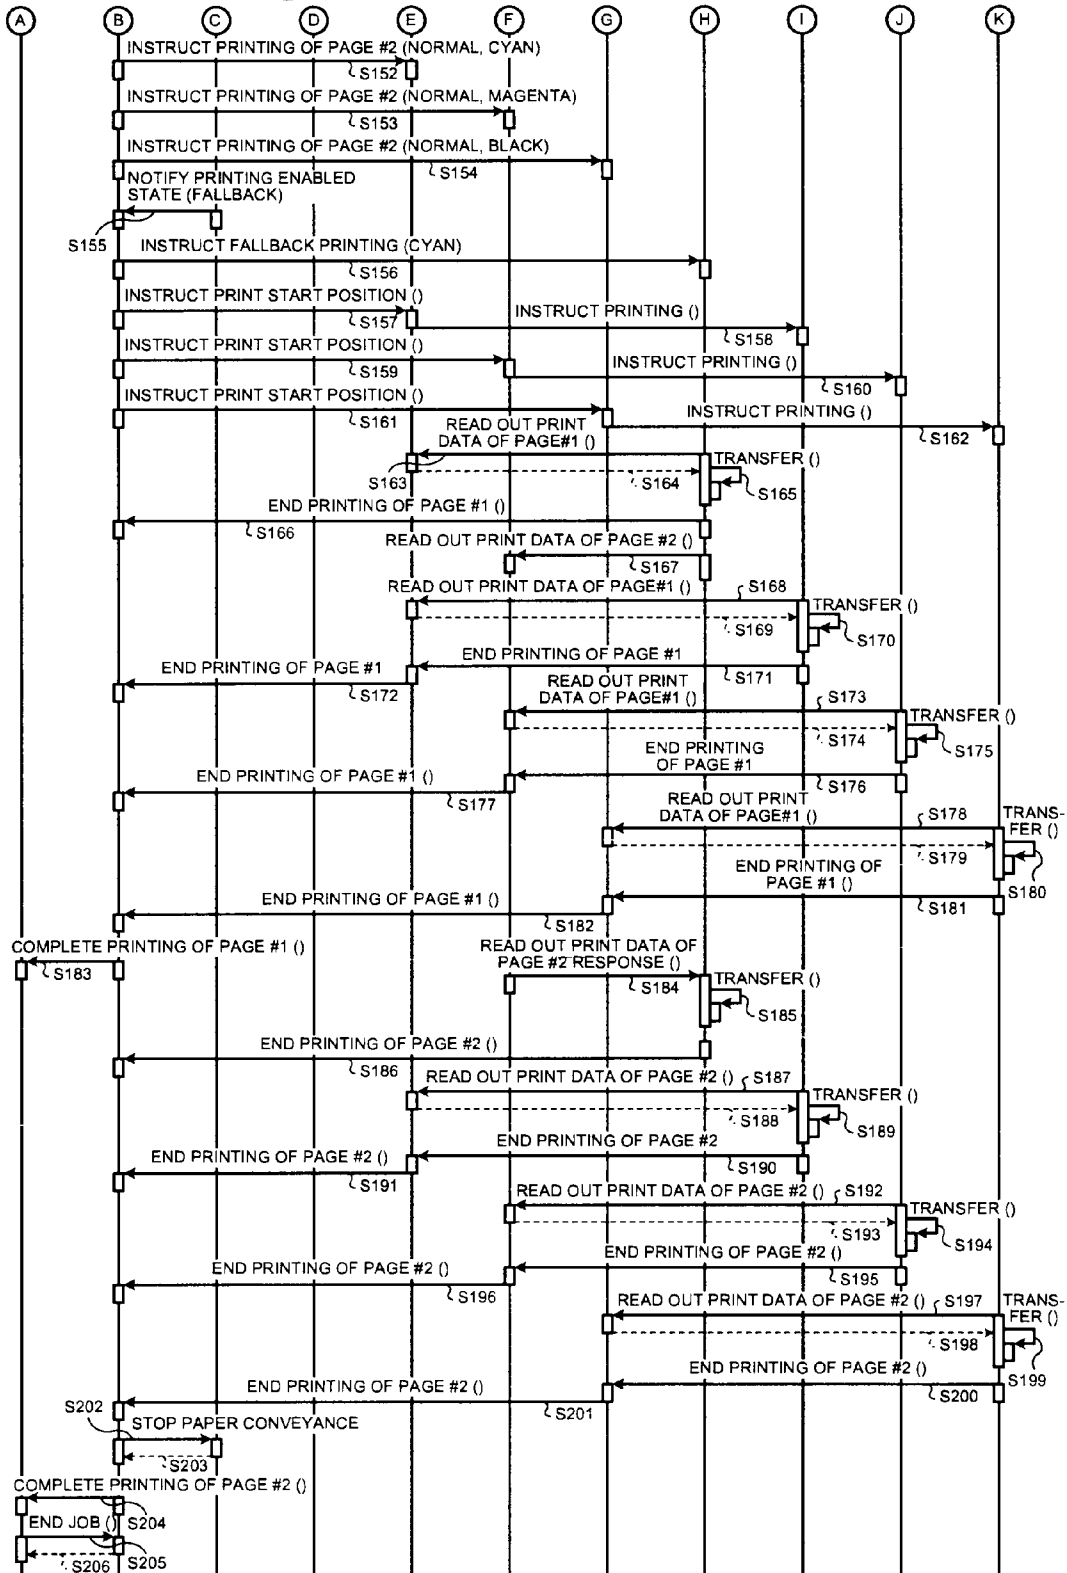 A B C D E F G H I J K
INSTRUCT PRINTING OF PAGE #2 (NORMAL, CYAN)
S152
INSTRUCT PRINTING OF PAGE #2 (NORMAL, MAGENTA)
S153
INSTRUCT PRINTING OF PAGE #2 (NORMAL, BLACK)
S154
NOTIFY PRINTING ENABLED
STATE (FALLBACK)
S155
INSTRUCT FALLBACK PRINTING (CYAN)
S156
INSTRUCT PRINT START POSITION ()
S157
INSTRUCT PRINTING ()
S158
INSTRUCT PRINT START POSITION ()
S159
INSTRUCT PRINTING ()
S160
INSTRUCT PRINT START POSITION ()
S161
INSTRUCT PRINTING ()
S162
READ OUT PRINT
DATA OF PAGE#1 ()
S163
S164
TRANSFER ()
S165
END PRINTING OF PAGE #1 ()
S166
READ OUT PRINT DATA OF PAGE #2 ()
S167
READ OUT PRINT DATA OF PAGE#1 ()
S168
S169
TRANSFER ()
S170
END PRINTING OF PAGE #1
S171
END PRINTING OF PAGE #1
S172
READ OUT PRINT
DATA OF PAGE#1 ()
S173
S174
TRANSFER ()
S175
END PRINTING
OF PAGE #1
S176
END PRINTING OF PAGE #1 ()
S177
READ OUT PRINT
DATA OF PAGE#1 ()
S178
S179
TRANS-
FER ()
S180
END PRINTING OF
PAGE #1 ()
S181
END PRINTING OF PAGE #1 ()
S182
COMPLETE PRINTING OF PAGE #1 ()
S183
READ OUT PRINT DATA OF
PAGE #2 RESPONSE ()
S184
TRANSFER ()
S185
END PRINTING OF PAGE #2 ()
S186
READ OUT PRINT DATA OF PAGE #2 ()
S187
S188
TRANSFER ()
S189
END PRINTING OF PAGE #2
S190
END PRINTING OF PAGE #2 ()
S191
READ OUT PRINT DATA OF PAGE #2 ()
S192
S193
TRANSFER ()
S194
END PRINTING OF PAGE #2 ()
S195
END PRINTING OF PAGE #2 ()
S196
READ OUT PRINT DATA OF PAGE #2 ()
S197
S198
TRANS-
FER ()
S199
END PRINTING OF PAGE #2 ()
S200
END PRINTING OF PAGE #2 ()
S201
S202
STOP PAPER CONVEYANCE
S203
COMPLETE PRINTING OF PAGE #2 ()
S204
END JOB ()
S205
S206